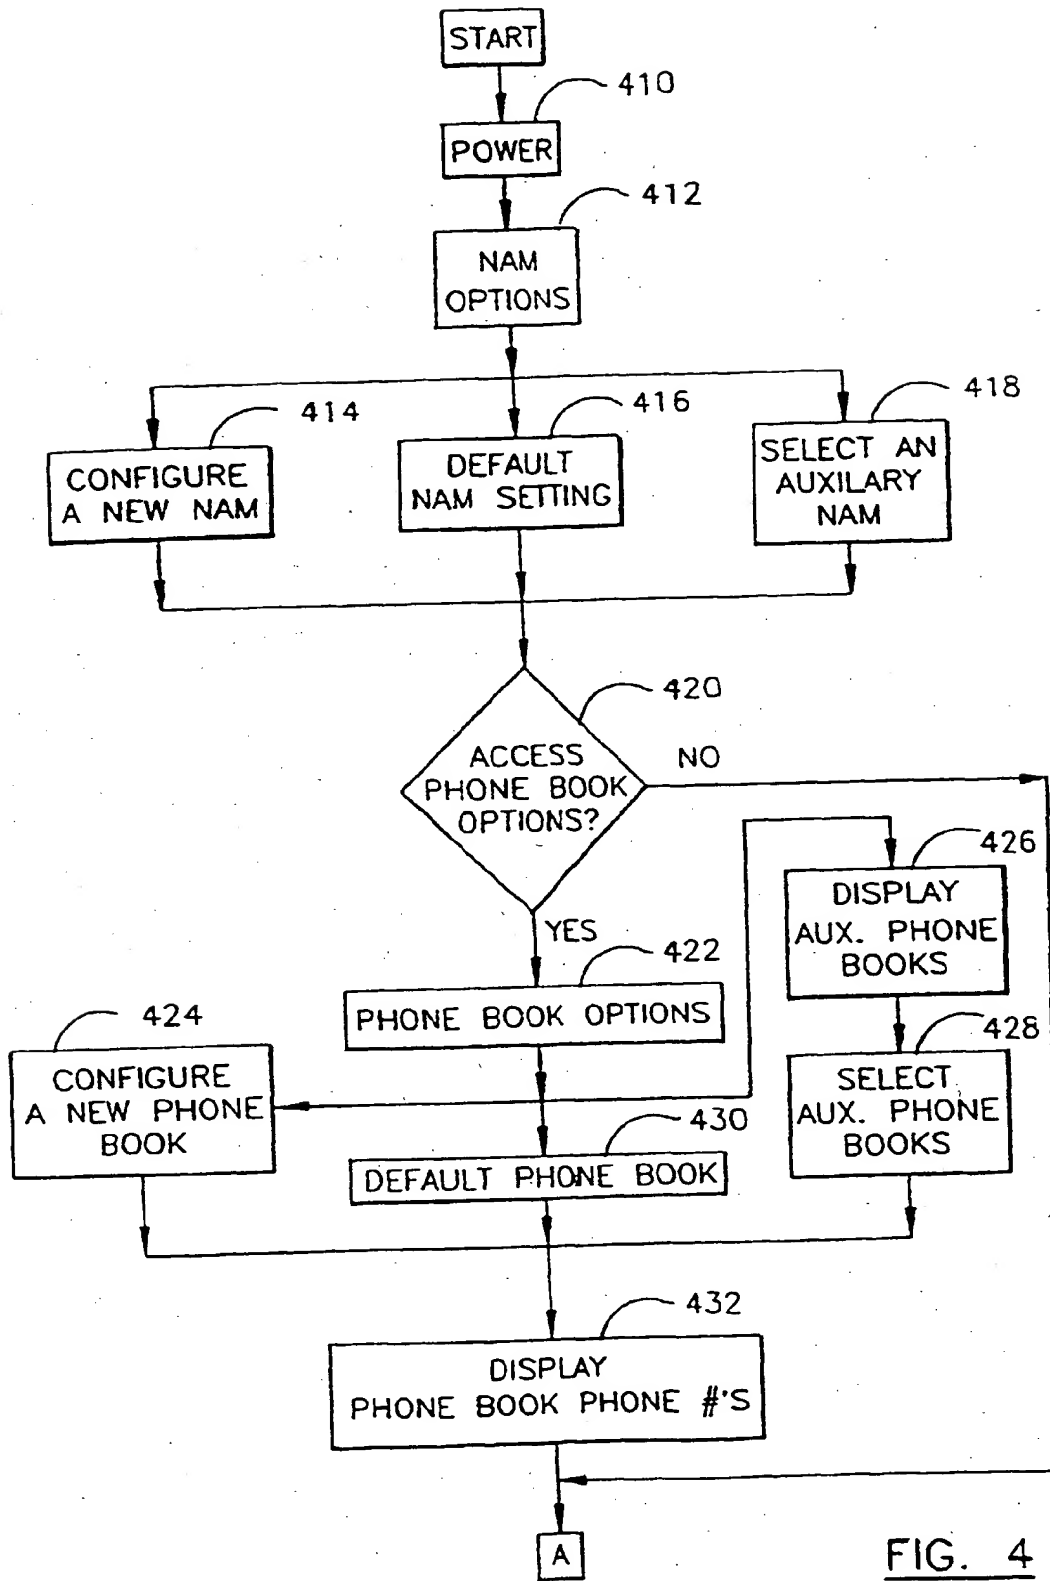 START
410
POWER
412
NAM
OPTIONS
414
416
418
CONFIGURE
A NEW NAM
DEFAULT
NAM SETTING
SELECT AN
AUXILARY
NAM
420
ACCESS
PHONE BOOK
OPTIONS?
NO
YES
426
DISPLAY
AUX. PHONE
BOOKS
422
PHONE BOOK OPTIONS
424
CONFIGURE
A NEW PHONE
BOOK
428
SELECT
AUX. PHONE
BOOKS
430
DEFAULT PHONE BOOK
432
DISPLAY
PHONE BOOK PHONE #'S
A
FIG. 4